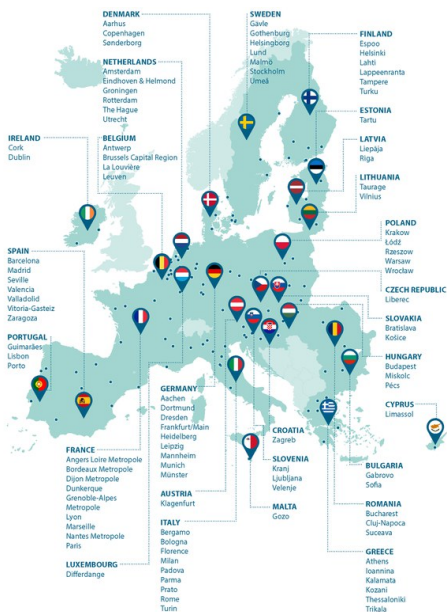 DENMARK
Aarhus
Copenhagen
Sønderborg
SWEDEN
Gävle
Gothenburg
Helsingborg
Lund
Malmö
Stockholm
Umeå
FINLAND
Espoo
Helsinki
Lahti
Lappeenranta
Tampere
Turku
NETHERLANDS
Amsterdam
Eindhoven & Helmond
Groningen
Rotterdam
The Hague
Utrecht
ESTONIA
Tartu
IRELAND
Cork
Dublin
BELGIUM
Antwerp
Brussels Capital Region
La Louvière
Leuven
LATVIA
Liepāja
Riga
LITHUANIA
Taurage
Vilnius
POLAND
Krakow
Łódź
Rzeszow
Warsaw
Wrocław
SPAIN
Barcelona
Madrid
Seville
Valencia
Valladolid
Vitoria-Gasteiz
Zaragoza
CZECH REPUBLIC
Liberec
SLOVAKIA
Bratislava
Košice
PORTUGAL
Guimarães
Lisbon
Porto
HUNGARY
Budapest
Miskolc
Pécs
GERMANY
Aachen
Dortmund
Dresden
Frankfurt/Main
Heidelberg
Leipzig
Mannheim
Munich
Münster
CYPRUS
Limassol
CROATIA
Zagreb
FRANCE
Angers Loire Metropole
Bordeaux Metropole
Dijon Metropole
Dunkerque
Grenoble-Alpes
Metropole
Lyon
Marseille
Nantes Metropole
Paris
SLOVENIA
Kranj
Ljubljana
Velenje
BULGARIA
Gabrovo
Sofia
AUSTRIA
Klagenfurt
MALTA
Gozo
ROMANIA
Bucharest
Cluj-Napoca
Suceava
ITALY
Bergamo
Bologna
Florence
Milan
Padova
Parma
Prato
Rome
Turin
GREECE
Athens
Ioannina
Kalamata
Kozani
Thessaloniki
Trikala
LUXEMBOURG
Differdange